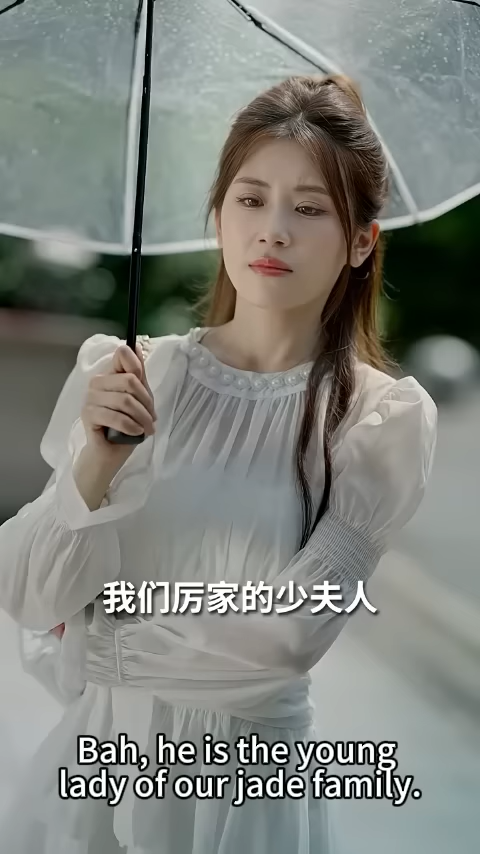 我们厉家的少夫人
Bah, he is the young
lady of our jade family.